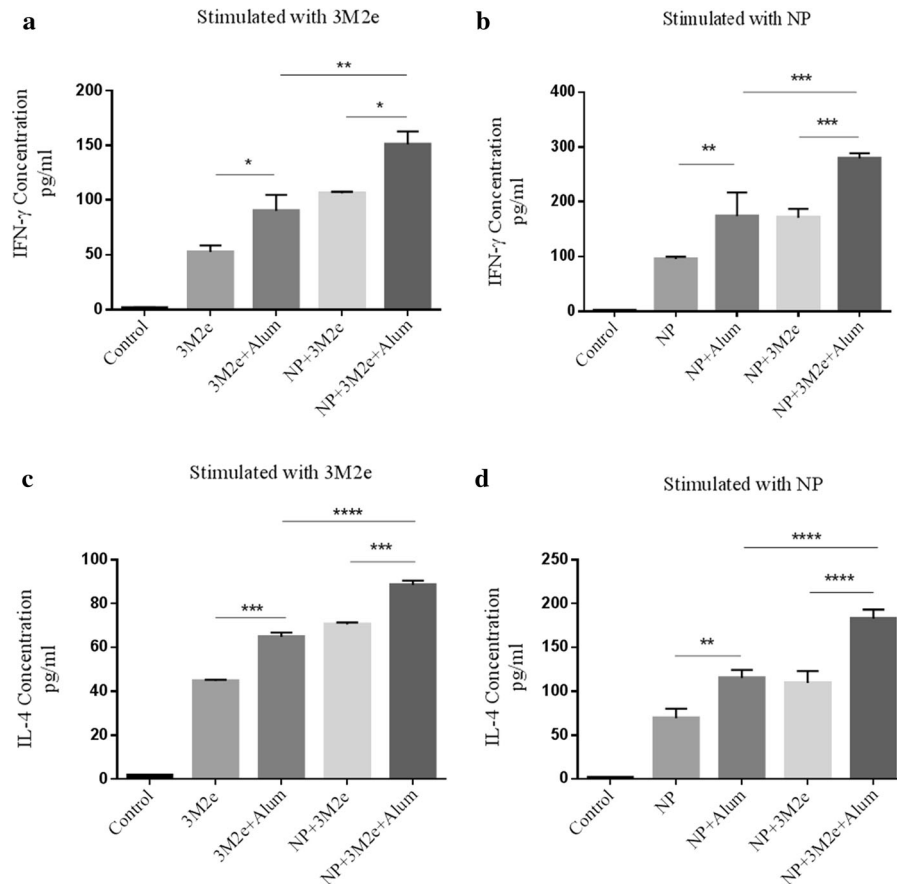 a
Stimulated with 3M2e
IFN-γ Concentration
pg/ml
200
150
100
50
0
**
*
*
Control
3M2e
3M2e+Alum
NP+3M2e
NP+3M2e+Alum
b
Stimulated with NP
IFN-γ Concentration
pg/ml
400
300
200
100
0
***
***
**
Control
NP
NP+Alum
NP+3M2e
NP+3M2e+Alum
c
Stimulated with 3M2e
IL-4 Concentration
pg/ml
100
80
60
40
20
0
****
***
***
Control
3M2e
3M2e+Alum
NP+3M2e
NP+3M2e+Alum
d
Stimulated with NP
IL-4 Concentration
pg/ml
250
200
150
100
50
0
****
****
**
Control
NP
NP+Alum
NP+3M2e
NP+3M2e+Alum